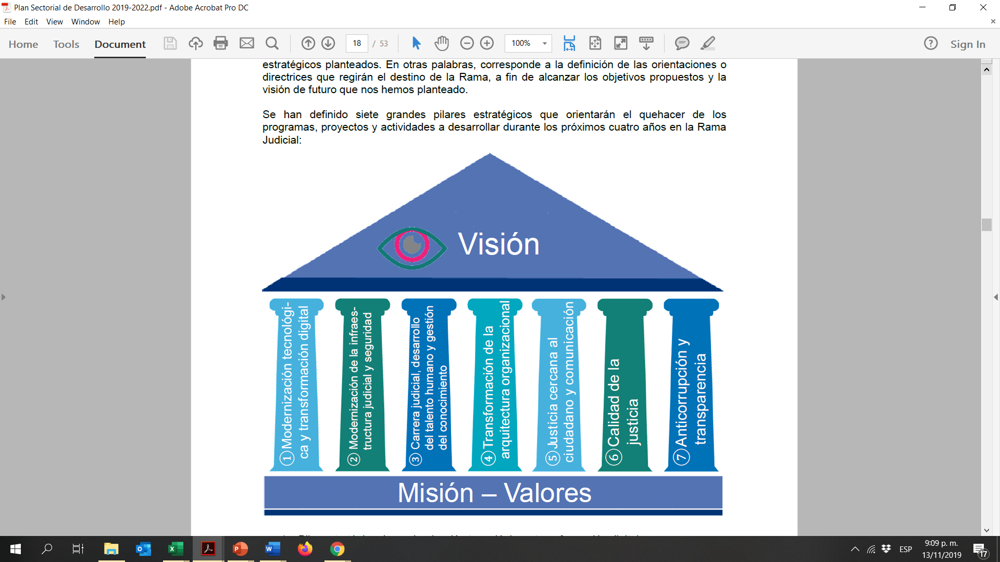 Plan Sectorial de Desarrollo 2019-2022.pdf - Adobe Acrobat Pro DC
File Edit View Window Help
Home Tools Document 18 / 53 100% Sign In
estratégicos planteados. En otras palabras, corresponde a la definición de las orientaciones o
directrices que regirán el destino de la Rama, a fin de alcanzar los objetivos propuestos y la
visión de futuro que nos hemos planteado.
Se han definido siete grandes pilares estratégicos que orientarán el quehacer de los
programas, proyectos y actividades a desarrollar durante los próximos cuatro años en la Rama
Judicial:
Visión
① Modernización tecnológi-
ca y transformación digital
② Modernización de la infraes-
tructura judicial y seguridad
③ Carrera judicial, desarrollo
del talento humano y gestión
del conocimiento
④ Transformación de la
arquitectura organizacional
⑤ Justicia cercana al
ciudadano y comunicación
⑥ Calidad de la
justicia
⑦ Anticorrupción y
transparencia
Misión – Valores
ESP
9:09 p. m.
13/11/2019
17